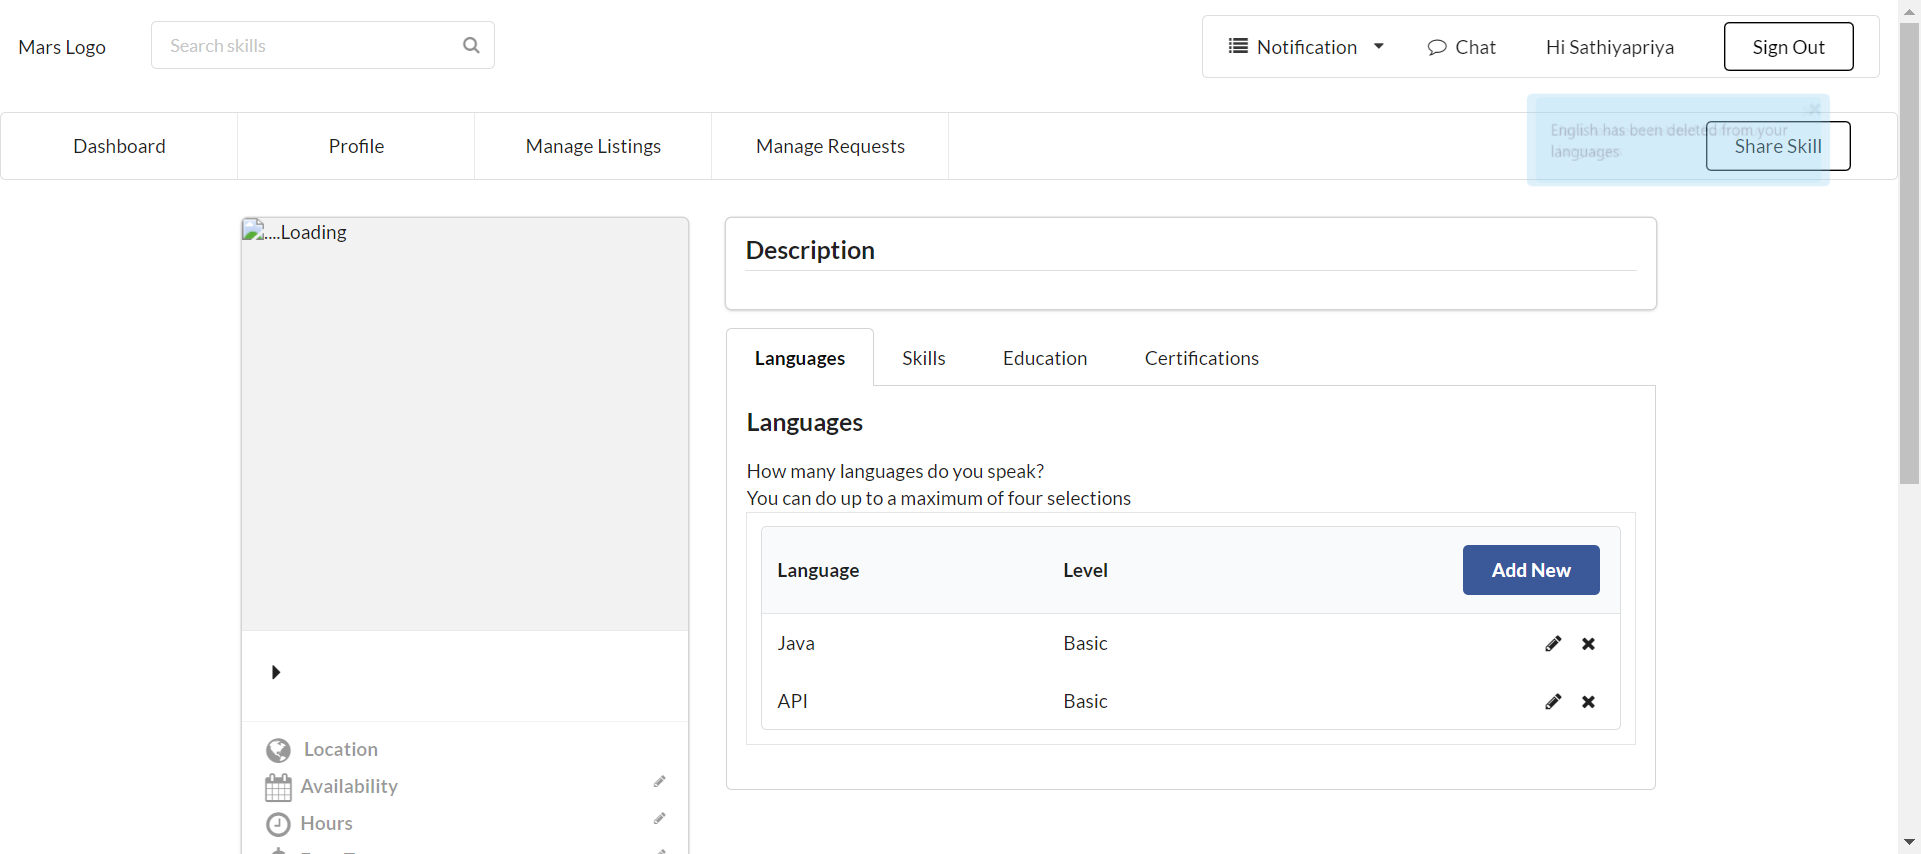 Mars Logo
Search skills
Notification
Chat
Hi Sathiyapriya
Sign Out
Dashboard
Profile
Manage Listings
Manage Requests
English has been deleted from your
languages
Share Skill
....Loading
Description
Languages
Skills
Education
Certifications
Languages
How many languages do you speak?
You can do up to a maximum of four selections
Language
Level
Add New
Java
Basic
API
Basic
Location
Availability
Hours